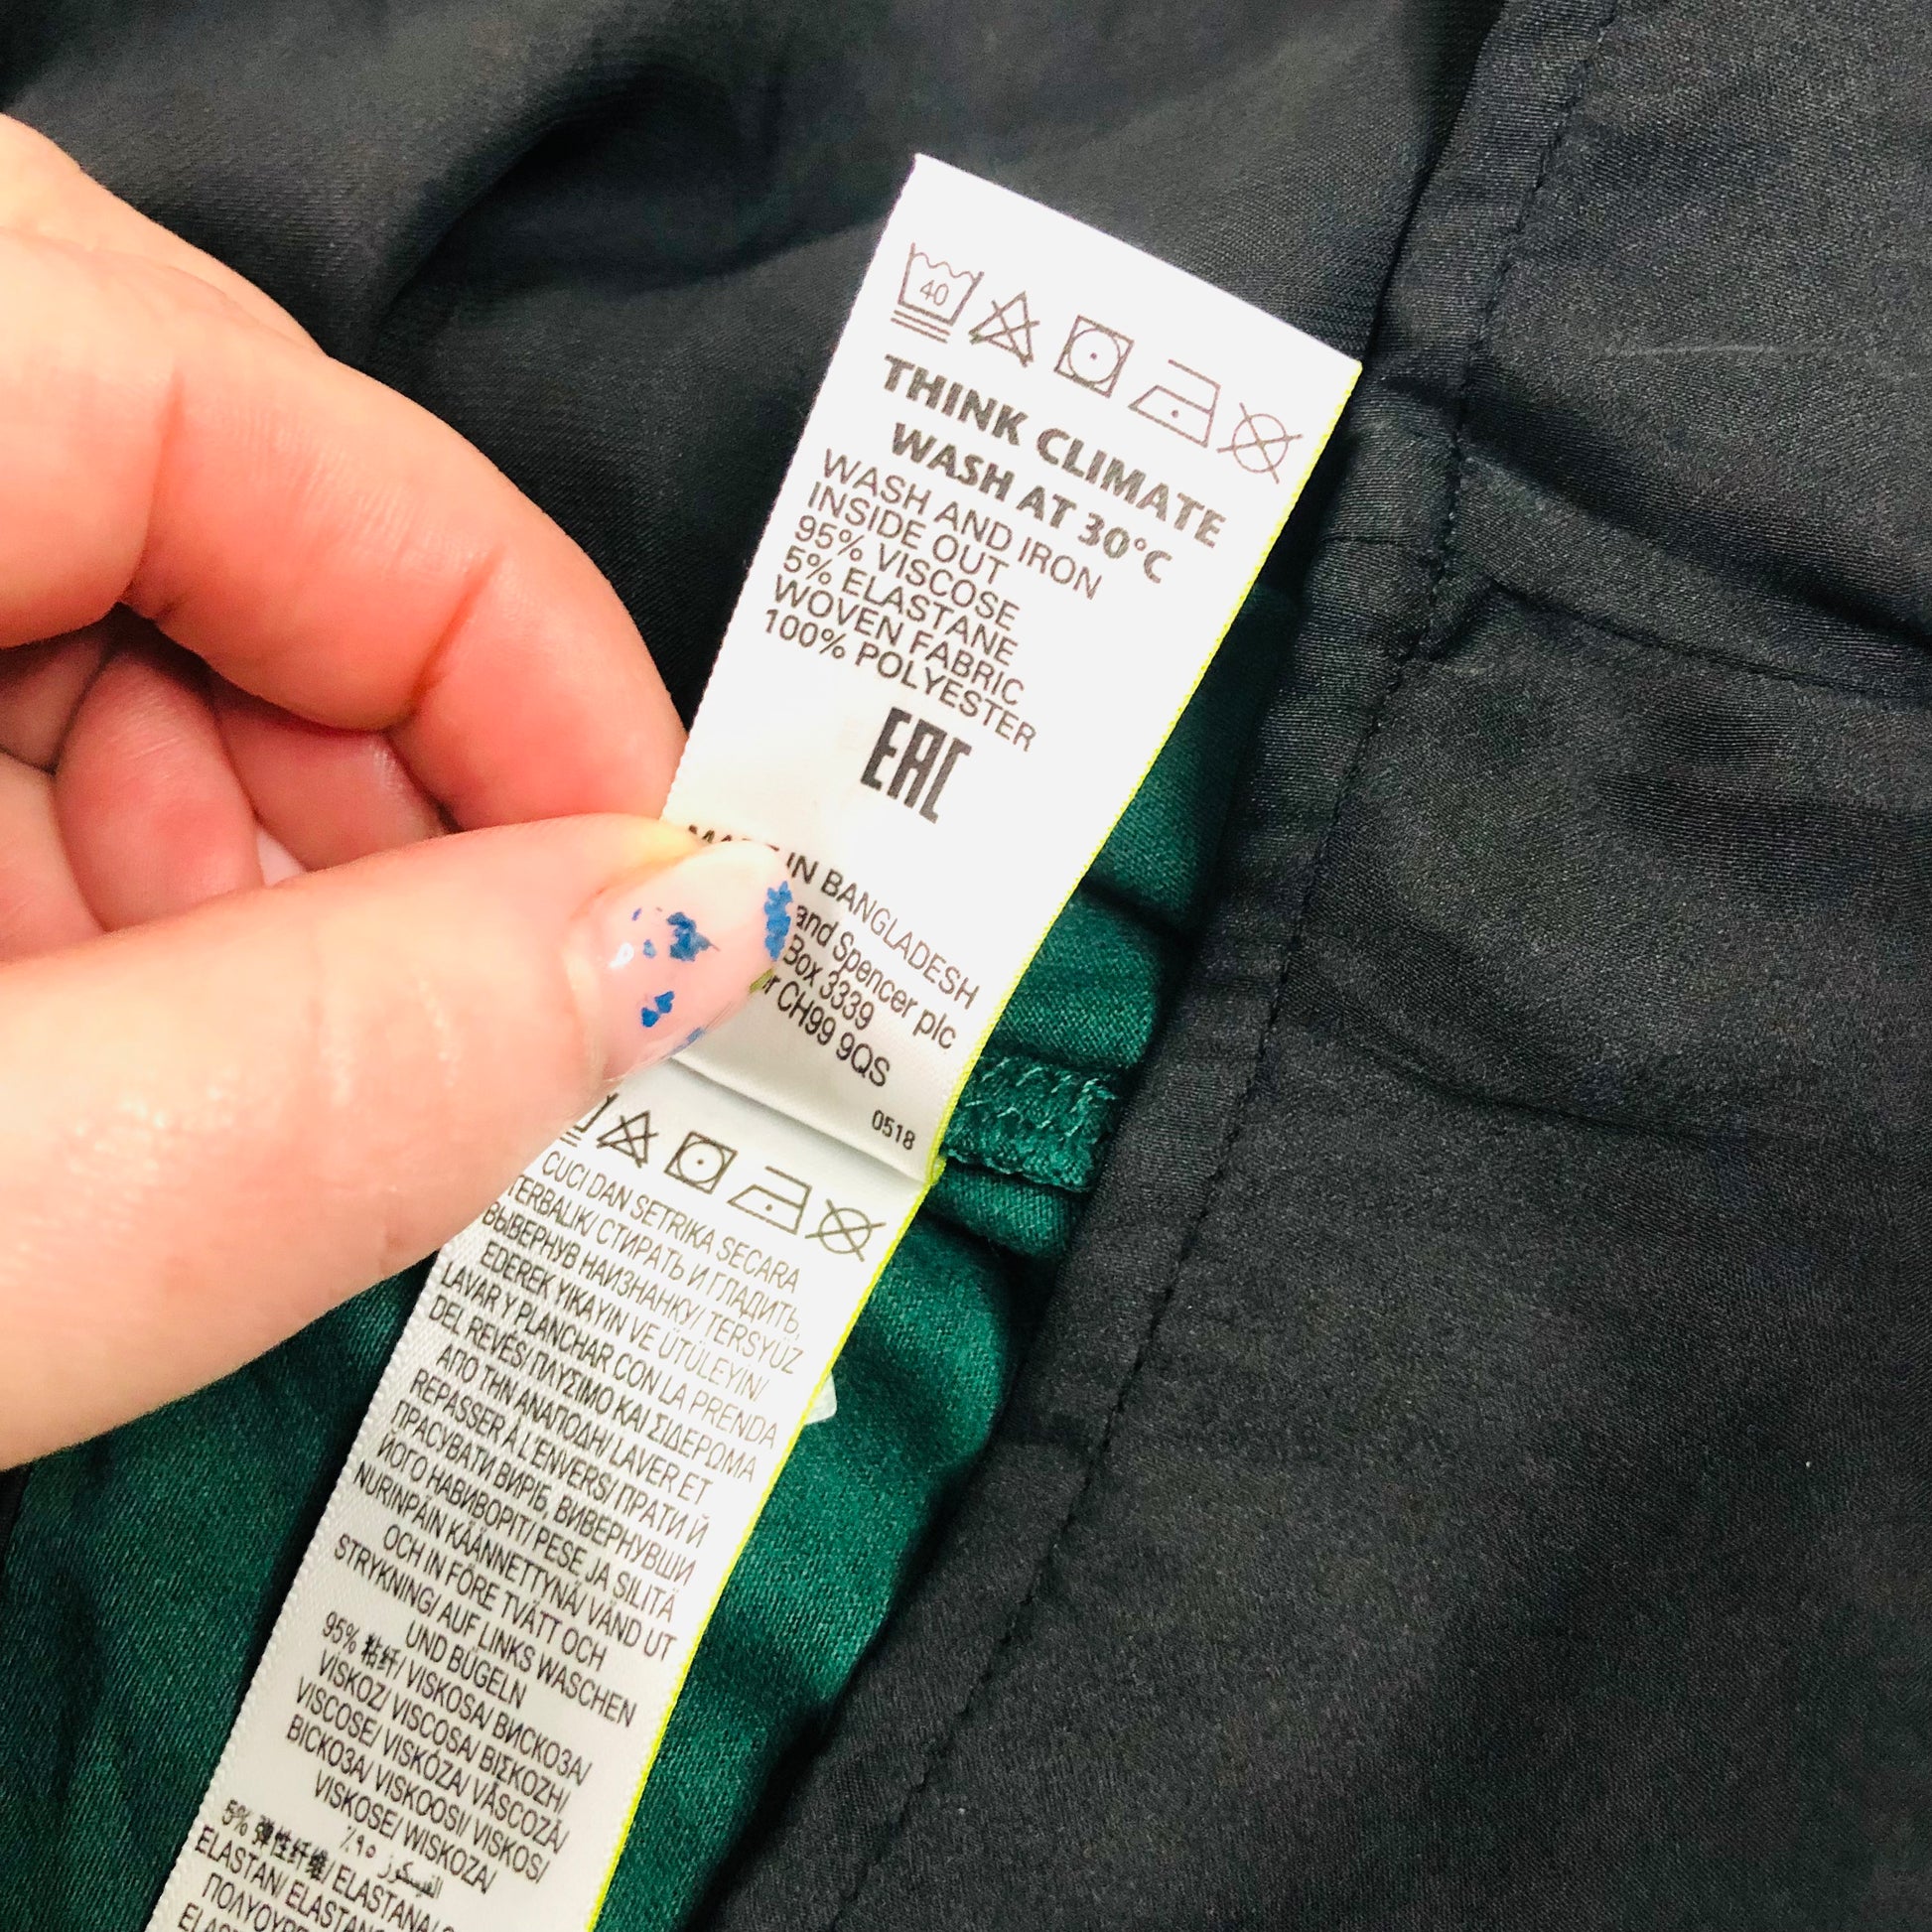 40
THINK CLIMATE
WASH AT 30°C
WASH AND IRON
INSIDE OUT
95% VISCOSE
5% ELASTANE
WOVEN FABRIC
100% POLYESTER
EAC
IN BANGLADESH
and Spencer plc
Box 3339
CH99 9QS
0518
CUCI DAN SETRIKA SECARA
TERBALIK/ СТИРАТЬ И ГЛАДИТЬ,
ВЫВЕРНУВ НАИЗНАНКУ/ TERSYÜZ
EDEREK YIKAYIN VE ÜTÜLEYİN/
LAVAR Y PLANCHAR CON LA PRENDA
DEL REVÉS/ ΠΛΥΣΙΜΟ ΚΑΙ ΣΙΔΕΡΩΜΑ
ΑΠΟ ΤΗΝ ΑΝΑΠΟΔΗ/ LAVER ET
REPASSER À L'ENVERS/ ПРАТИ Й
ПРАСУВАТИ ВИРІБ, ВИВЕРНУВШИ
ЙОГО НАВИВОРІТ/ PESE JA SILITÄ
NURINPÄIN KÄÄNNETTYNÄ/ VÄND UT
OCH IN FÖRE TVÄTT OCH
STRYKNING/ AUF LINKS WASCHEN
UND BÜGELN
95% 粘纤/ VISKOSA/ ВИСКОЗА/
VİSKOZ/ VISCOSA/ ΒΙΣΚΟΖΗ/
VISCOSE/ VISKÓZA/ VÂSCOZĂ/
ВІСКОЗА/ VISKOOSI/ VISKOS/
VISKOSE/ WISKOZA/
٪٩٥ الفيسكوز
5% 弹性纤维/ ELASTANA/
ELASTAN/